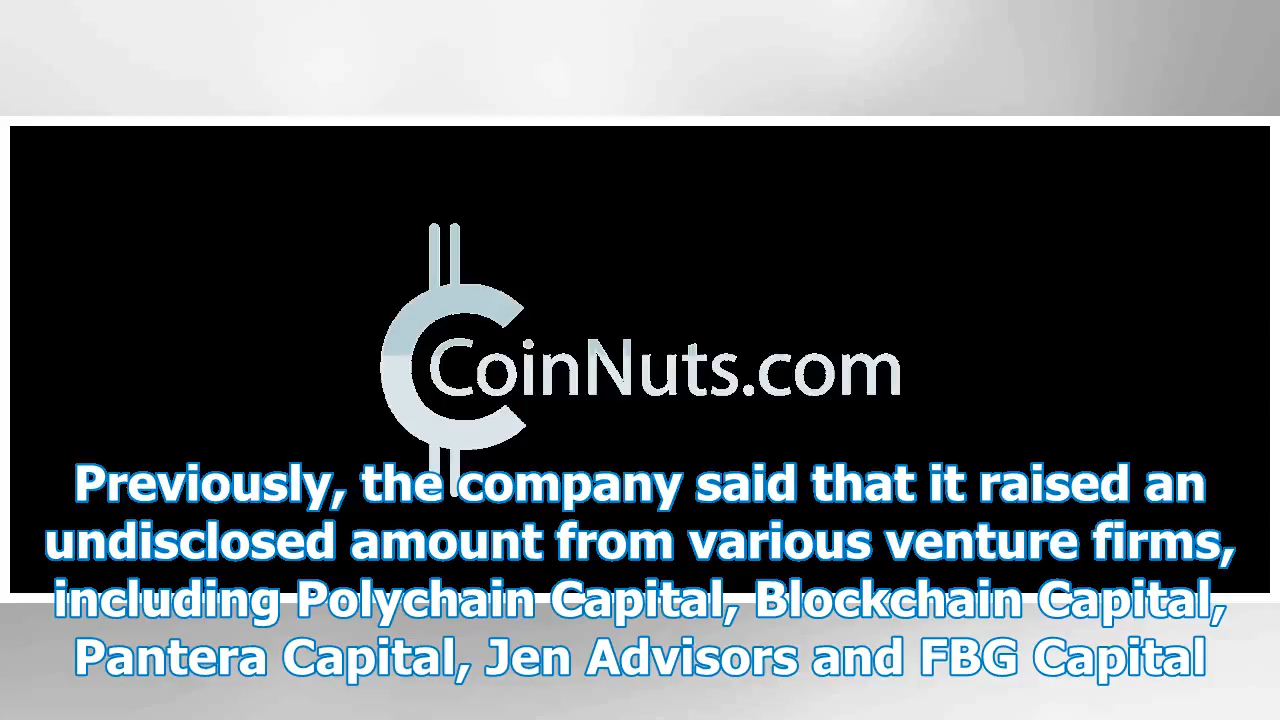 CoinNuts.com
Previously, the company said that it raised an
undisclosed amount from various venture firms,
including Polychain Capital, Blockchain Capital,
Pantera Capital, Jen Advisors and FBG Capital